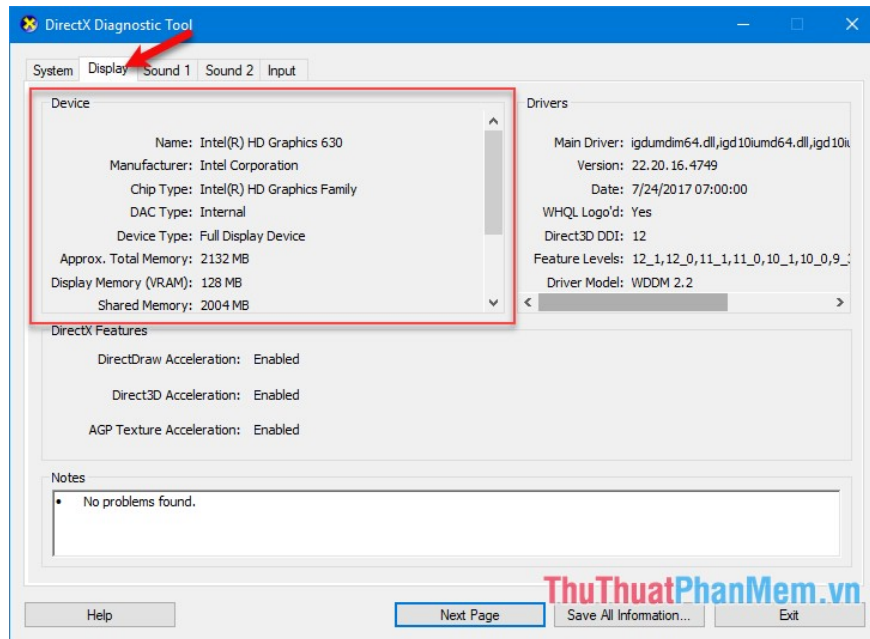 DirectX Diagnostic Tool
System Display Sound 1 Sound 2 Input
Device
Name: Intel(R) HD Graphics 630
Manufacturer: Intel Corporation
Chip Type: Intel(R) HD Graphics Family
DAC Type: Internal
Device Type: Full Display Device
Approx. Total Memory: 2132 MB
Display Memory (VRAM): 128 MB
Shared Memory: 2004 MB
Drivers
Main Driver: igdumdim64.dll,igd10iumd64.dll,igd10iu
Version: 22.20.16.4749
Date: 7/24/2017 07:00:00
WHQL Logo'd: Yes
Direct3D DDI: 12
Feature Levels: 12_1,12_0,11_1,11_0,10_1,10_0,9_
Driver Model: WDDM 2.2
DirectX Features
DirectDraw Acceleration: Enabled
Direct3D Acceleration: Enabled
AGP Texture Acceleration: Enabled
Notes
• No problems found.
ThuThuatPhanMem.vn
Help Next Page Save All Information... Exit